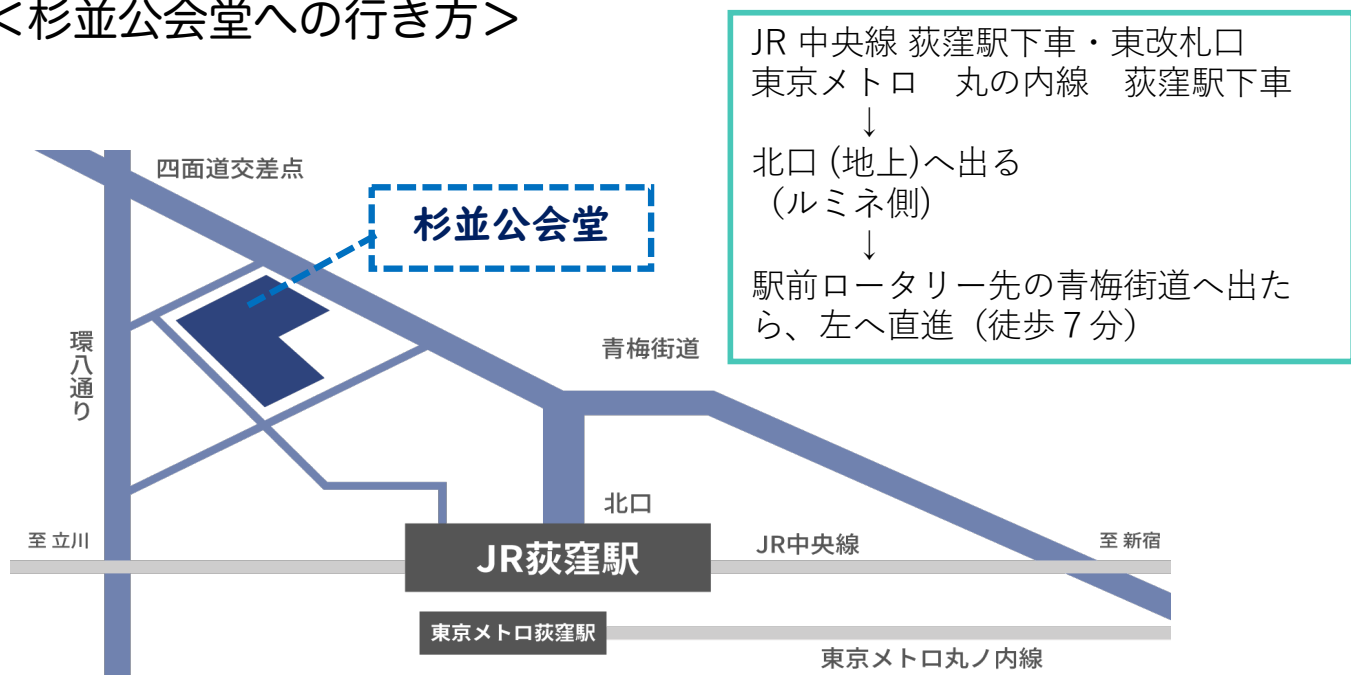 ＜杉並公会堂への行き方＞
JR 中央線 荻窪駅下車・東改札口
東京メトロ　丸の内線　荻窪駅下車
↓
北口 (地上)へ出る
（ルミネ側)
↓
駅前ロータリー先の青梅街道へ出た
ら、左へ直進（徒歩７分）
四面道交差点
杉並公会堂
環八通り
青梅街道
北口
至 立川
JR荻窪駅
JR中央線
至 新宿
東京メトロ荻窪駅
東京メトロ丸ノ内線